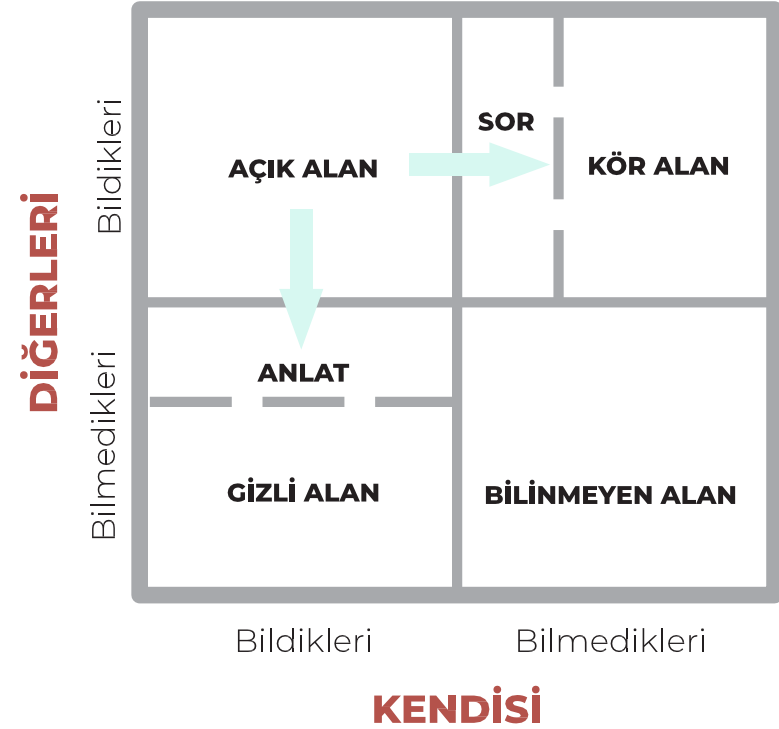 DİĞERLERİ
Bildikleri
Bilmedikleri
AÇIK ALAN
SOR
KÖR ALAN
ANLAT
GİZLİ ALAN
BİLİNMEYEN ALAN
Bildikleri
Bilmedikleri
KENDİSİ